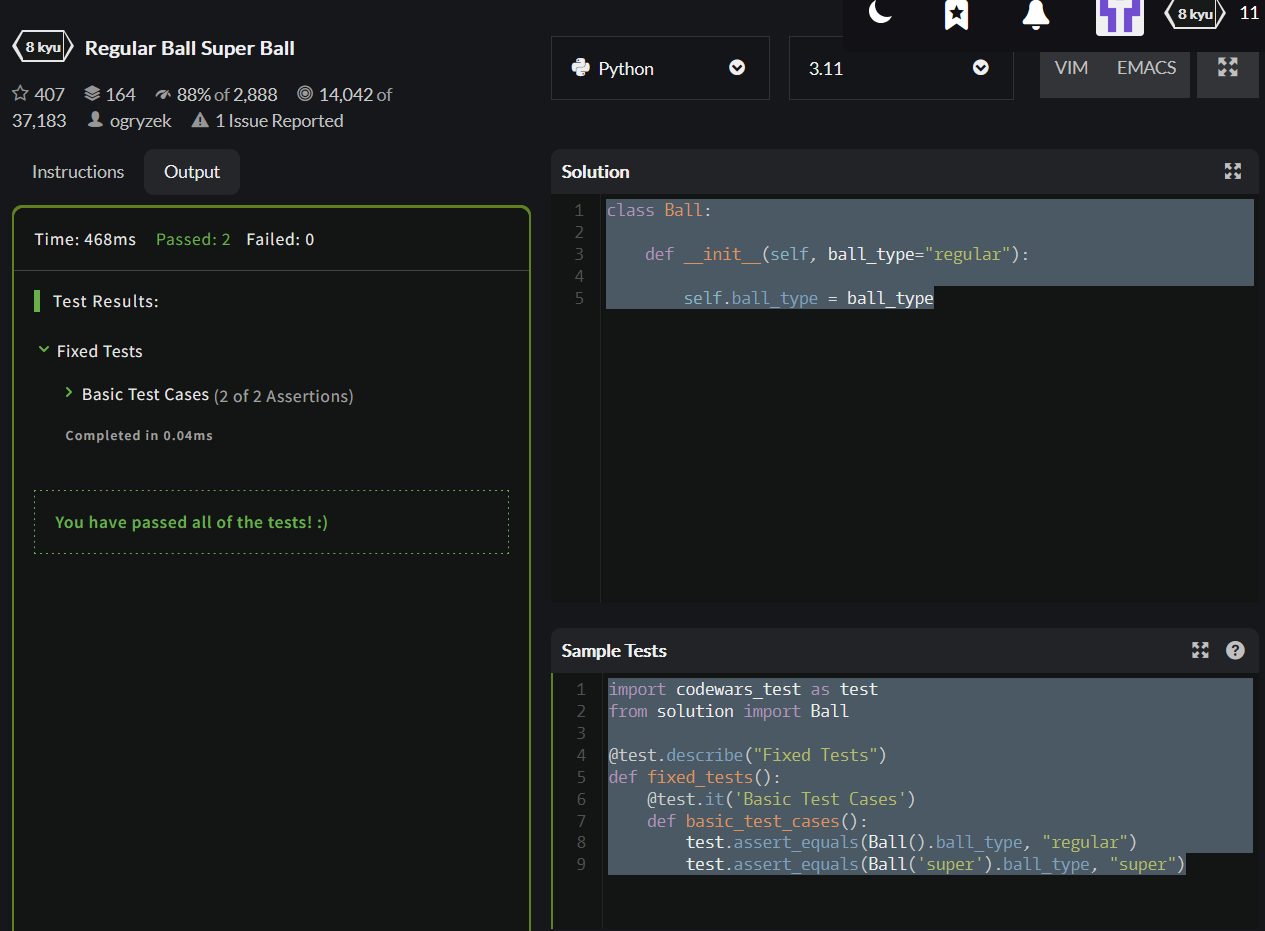 8 kyu Regular Ball Super Ball
407 164 88% of 2,888 14,042 of
37,183 ogryzek 1 Issue Reported
Instructions Output
Time: 468ms Passed: 2 Failed: 0
Test Results:
Fixed Tests
Basic Test Cases (2 of 2 Assertions)
Completed in 0.04ms
You have passed all of the tests! :)
8 kyu 11
Python 3.11 VIM EMACS
Solution
1 class Ball:
2
3     def __init__(self, ball_type="regular"):
4
5         self.ball_type = ball_type
Sample Tests
1 import codewars_test as test
2 from solution import Ball
3
4 @test.describe("Fixed Tests")
5 def fixed_tests():
6     @test.it('Basic Test Cases')
7     def basic_test_cases():
8         test.assert_equals(Ball().ball_type, "regular")
9         test.assert_equals(Ball('super').ball_type, "super")